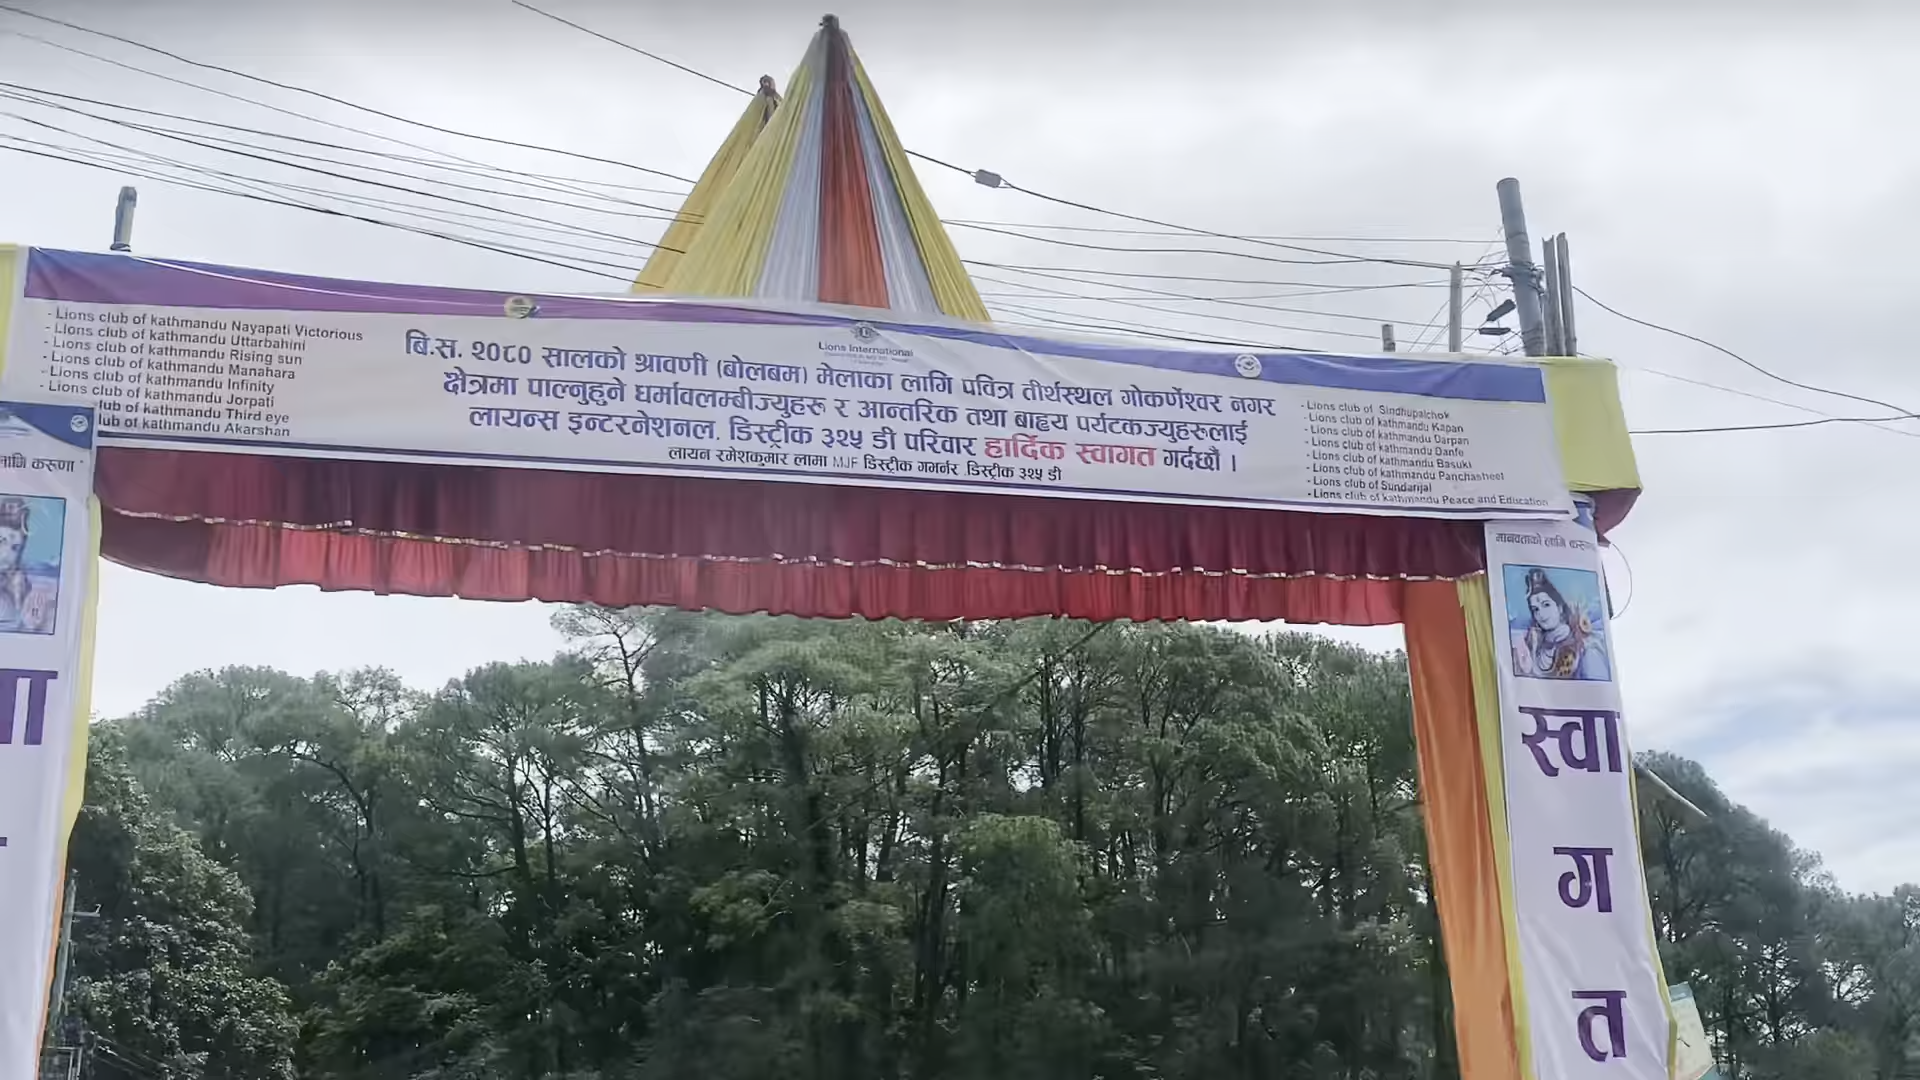 - Lions club of kathmandu Nayapati Victorious
- Lions club of kathmandu Uttarbahini
- Lions club of kathmandu Rising sun
- Lions club of kathmandu Manahara
- Lions club of kathmandu Infinity
- Lions club of kathmandu Jorpati
lub of kathmandu Third eye
lub of kathmandu Akarshan
Lions International
बि.स. २०८० सालको श्रावणी (बोलबम) मेलाका लागि पवित्र तीर्थस्थल गोकर्णेश्वर नगर
क्षेत्रमा पाल्नुहुने धर्मावलम्बीज्युहरू र आन्तरिक तथा बाह्य पर्यटकज्युहरुलाई
लायन्स इन्टरनेशनल, डिस्ट्रीक ३२५ डी परिवार हार्दिक स्वागत गर्दछौं ।
लायन रमेशकुमार लामा MJF डिस्ट्रीक गभर्नर डिस्ट्रीक ३२५ डी
- Lions club of Sindhupalchok
- Lions club of kathmandu Kapan
- Lions club of kathmandu Darpan
- Lions club of kathmandu Danfe
- Lions club of kathmandu Basuki
- Lions club of kathmandu Panchasheel
- Lions club of Sundarijal
- Lions club of kathmandu Peace and Education
लागि करूणा
मानवताको लागि
स्वा
ग
त